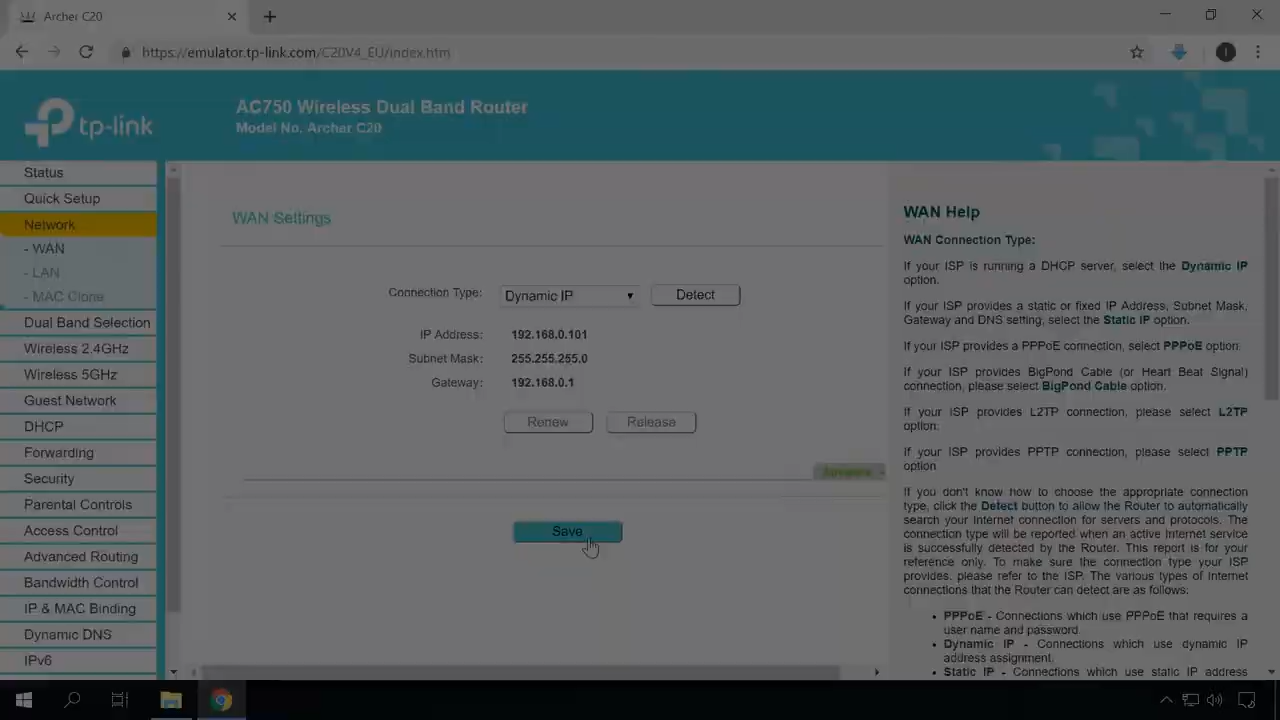 Archer C20
https://emulator.tp-link.com/C20V4_EU/index.htm
tp-link
AC750 Wireless Dual Band Router
Model No. Archer C20
Status
Quick Setup
Network
- WAN
- LAN
- MAC Clone
Dual Band Selection
Wireless 2.4GHz
Wireless 5GHz
Guest Network
DHCP
Forwarding
Security
Parental Controls
Access Control
Advanced Routing
Bandwidth Control
IP & MAC Binding
Dynamic DNS
IPv6
WAN Settings
Connection Type: Dynamic IP Detect
IP Address: 192.168.0.101
Subnet Mask: 255.255.255.0
Gateway: 192.168.0.1
Renew Release
Save
WAN Help
WAN Connection Type:
If your ISP is running a DHCP server, select the Dynamic IP
option.
If your ISP provides a static or fixed IP Address, Subnet Mask,
Gateway and DNS setting, select the Static IP option.
If your ISP provides a PPPoE connection, select PPPoE option.
If your ISP provides BigPond Cable (or Heart Beat Signal)
connection, please select BigPond Cable option.
If your ISP provides L2TP connection, please select L2TP
option.
If your ISP provides PPTP connection, please select PPTP
option
If you don't know how to choose the appropriate connection
type, click the Detect button to allow the Router to automatically
search your Internet connection for servers and protocols. The
connection type will be reported when an active Internet service
is successfully detected by the Router. This report is for your
reference only. To make sure the connection type your ISP
provides, please refer to the ISP. The various types of Internet
connections that the Router can detect are as follows:
• PPPoE - Connections which use PPPoE that requires a
user name and password.
• Dynamic IP - Connections which use dynamic IP
address assignment.
• Static IP - Connections which use static IP address